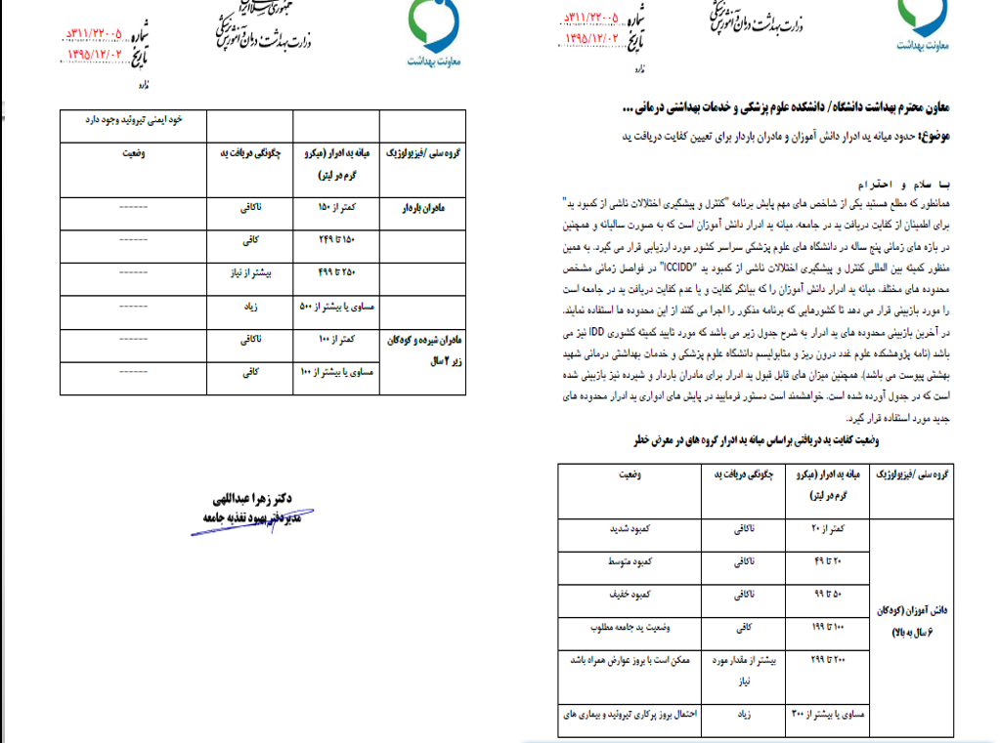 وزارت بهداشت درمان و آموزش پزشکی
شماره ۳۱۱/۲۲۰۰۵د
تاریخ ۱۳۹۵/۱۲/۰۲
ندارد
معاونت بهداشت
معاون محترم بهداشت دانشگاه/ دانشکده علوم پزشکی و خدمات بهداشتی درمانی ...
موضوع: حدود میانه ید ادرار دانش آموزان و مادران باردار برای تعیین کفایت دریافت ید
با سلام و احترام
همانطور که مطلع هستید یکی از شاخص های مهم پایش برنامه "کنترل و پیشگیری اختلالات ناشی از کمبود ید"
برای اطمینان از کفایت دریافت ید در جامعه، میانه ید ادرار دانش آموزان است که به صورت سالیانه و همچنین
در بازه های زمانی پنج ساله در دانشگاه های علوم پزشکی سراسر کشور مورد ارزیابی قرار می گیرد. به همین
منظور کمیته بین المللی کنترل و پیشگیری اختلالات ناشی از کمبود ید "ICCIDD" در فواصل زمانی مشخص
محدوده های مختلف، میانه ید ادرار دانش آموزان را که بیانگر کفایت و یا عدم کفایت دریافت ید در جامعه است
را مورد بازبینی قرار می دهد تا کشورهایی که برنامه مذکور را اجرا می کنند از این محدوده ها استفاده نمایند.
در آخرین بازبینی محدوده های ید ادرار به شرح جدول زیر می باشد که مورد تایید کمیته کشوری IDD نیز می
باشد (نامه پژوهشکده علوم غدد درون ریز و متابولیسم دانشگاه علوم پزشکی و خدمات بهداشتی درمانی شهید
بهشتی پیوست می باشد). همچنین میزان های قابل قبول ید ادرار برای مادران باردار و شیرده نیز بازبینی شده
است که در جدول آورده شده است. خواهشمند است دستور فرمایید در پایش های ادواری ید ادرار محدوده های
جدید مورد استفاده قرار گیرد.
وضعیت کفایت ید دریافتی براساس میانه ید ادرار گروه های در معرض خطر
گروه سنی /فیزیولوژیک میانه ید ادرار (میکرو گرم در لیتر) چگونگی دریافت ید وضعیت
دانش آموزان (کودکان ۶ سال به بالا)
کمتر از ۲۰ ناکافی کمبود شدید
۲۰ تا ۴۹ ناکافی کمبود متوسط
۵۰ تا ۹۹ ناکافی کمبود خفیف
۱۰۰ تا ۱۹۹ کافی وضعیت ید جامعه مطلوب
۲۰۰ تا ۲۹۹ بیشتر از مقدار مورد نیاز ممکن است با بروز عوارض همراه باشد
مساوی یا بیشتر از ۳۰۰ زیاد احتمال بروز پرکاری تیروئید و بیماری های
جمهوری اسلامی ایران
وزارت بهداشت درمان و آموزش پزشکی
شماره ۳۱۱/۲۲۰۰۵د
تاریخ ۱۳۹۵/۱۲/۰۲
ندارد
معاونت بهداشت
خود ایمنی تیروئید وجود دارد
گروه سنی /فیزیولوژیک میانه ید ادرار (میکرو گرم در لیتر) چگونگی دریافت ید وضعیت
مادران باردار کمتر از ۱۵۰ ناکافی ------
۱۵۰ تا ۲۴۹ کافی ------
۲۵۰ تا ۴۹۹ بیشتر از نیاز ------
مساوی یا بیشتر از ۵۰۰ زیاد ------
مادران شیرده و کودکان زیر ۲ سال کمتر از ۱۰۰ ناکافی ------
مساوی یا بیشتر از ۱۰۰ کافی ------
دکتر زهرا عبداللهی
مدیر دفتر بهبود تغذیه جامعه